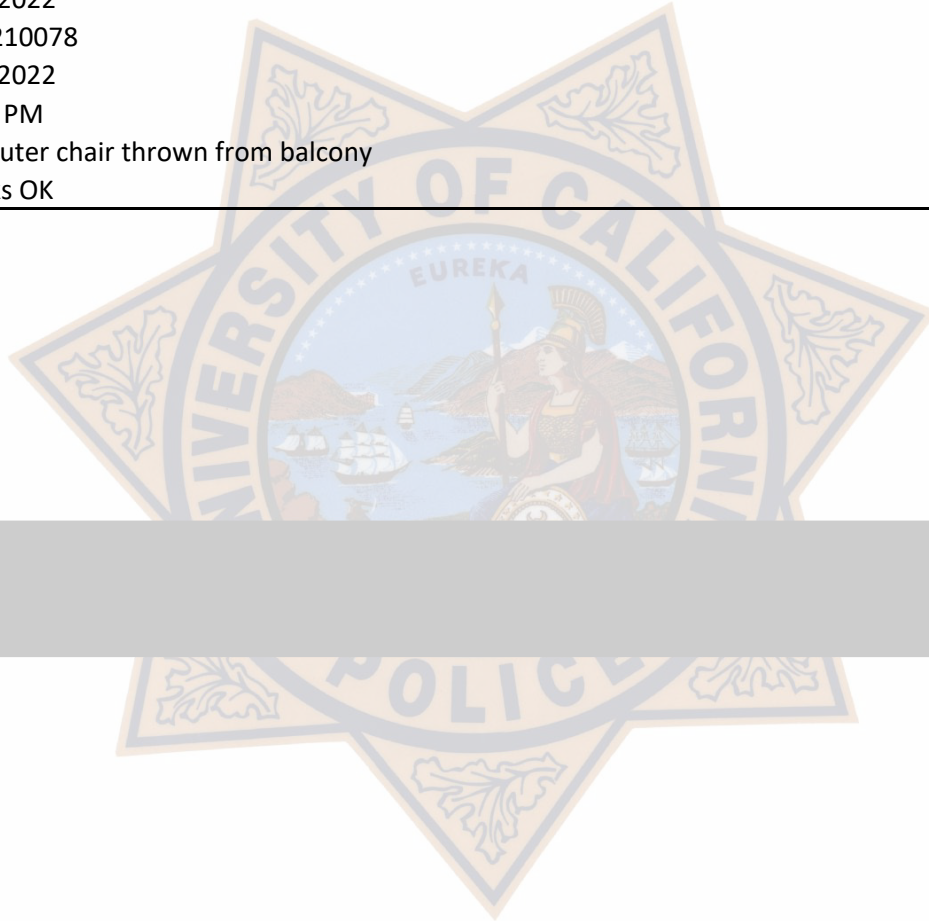 2022
210078
2022
PM
uter chair thrown from balcony
s OK
UNIVERSITY OF CALIFORNIA
EUREKA
POLICE